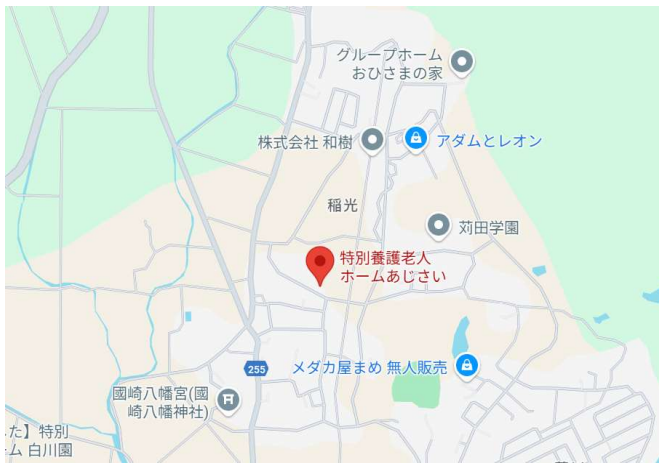 グループホーム
おひさまの家
株式会社 和樹
アダムとレオン
稲光
苅田学園
特別養護老人
ホームあじさい
255
メダカ屋まめ 無人販売
國崎八幡宮(國
崎八幡神社)
た】特別
ム 白川園